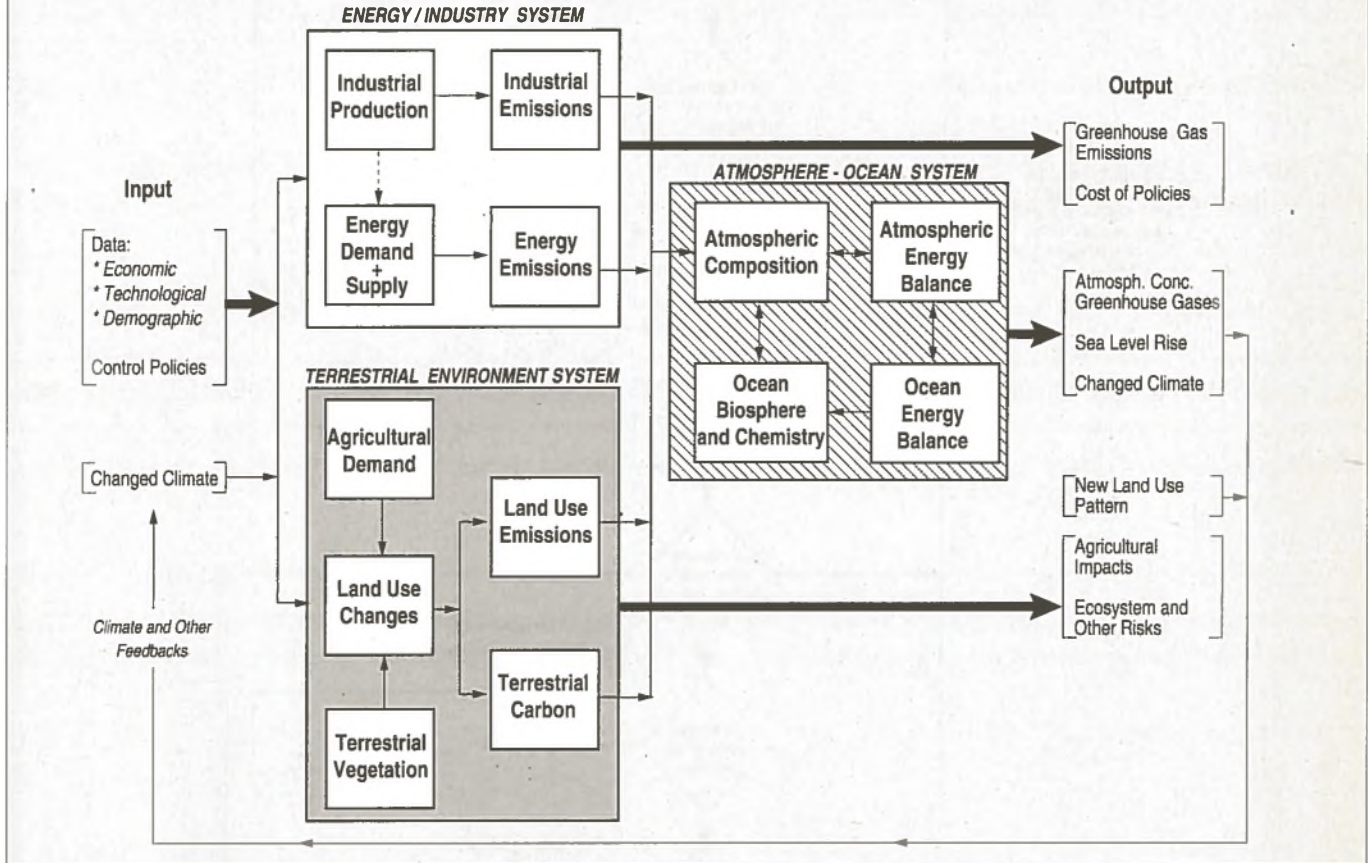 ENERGY / INDUSTRY SYSTEM
Industrial
Production
Industrial
Emissions
Energy
Demand
+
Supply
Energy
Emissions
Input
Data:
* Economic
* Technological
* Demographic
Control Policies
Changed Climate
Climate and Other
Feedbacks
TERRESTRIAL ENVIRONMENT SYSTEM
Agricultural
Demand
Land Use
Changes
Terrestrial
Vegetation
Land Use
Emissions
Terrestrial
Carbon
ATMOSPHERE - OCEAN SYSTEM
Atmospheric
Composition
Atmospheric
Energy
Balance
Ocean
Biosphere
and Chemistry
Ocean
Energy
Balance
Output
Greenhouse Gas
Emissions
Cost of Policies
Atmosph. Conc.
Greenhouse Gases
Sea Level Rise
Changed Climate
New Land Use
Pattern
Agricultural
Impacts
Ecosystem and
Other Risks